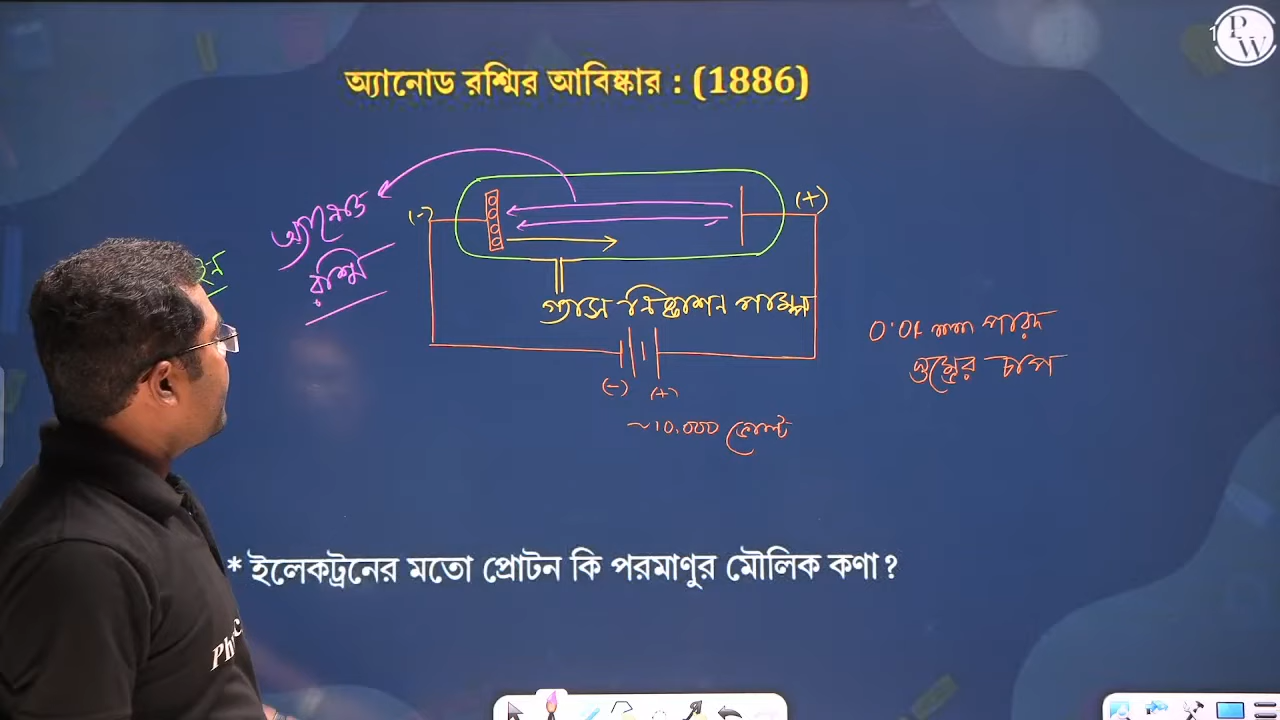 PW
অ্যানোড রশ্মির আবিষ্কার : (1886)
অ্যানোড
রশ্মি
(-)
(+)
গ্যাস নিষ্কাশন পাম্প
0.01 mm পারদ
স্তম্ভের চাপ
(-) (+)
~10,000 ভোল্ট
* ইলেকট্রনের মতো প্রোটন কি পরমাণুর মৌলিক কণা ?